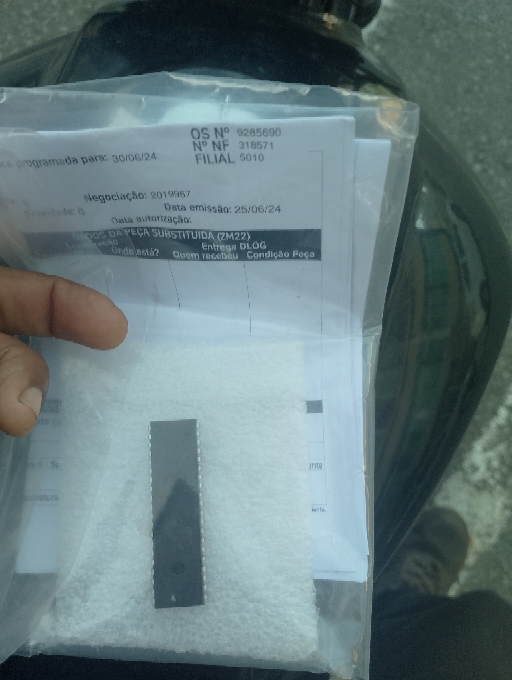 OS Nº 9285690
Nº NF 318571
FILIAL 5010
programada para: 30/06/24
Negociação: 2019967
Data emissão: 25/06/24
Data autorização:
DA PEÇA SUBSTITUIDA (ZM22)
Entrega DLOG
Onde está? Quem recebeu Condição Peça